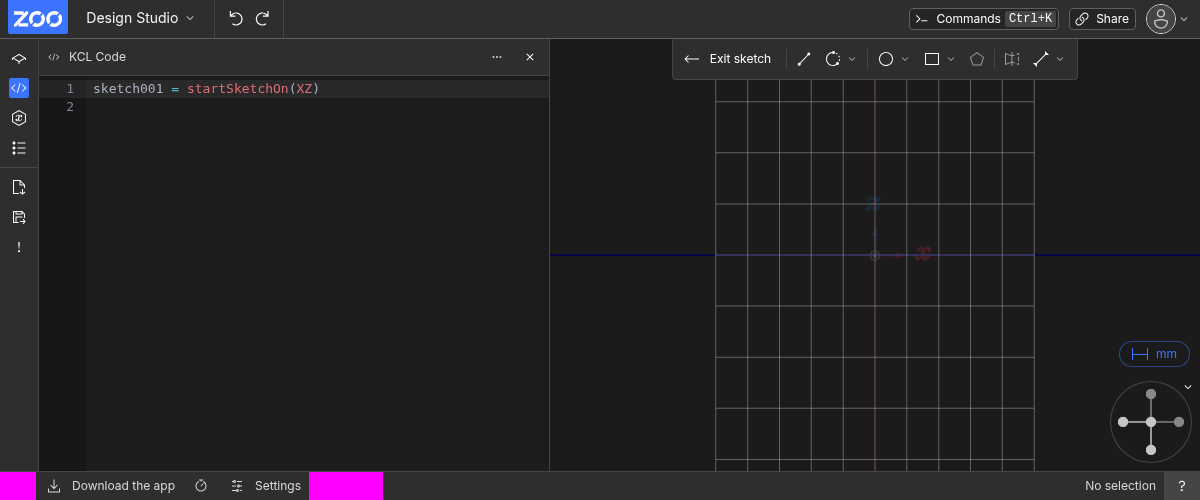 ZOO Design Studio Commands Ctrl+K Share
KCL Code
Exit sketch
1 sketch001 = startSketchOn(XZ)
2
z
x
mm
Download the app Settings No selection ?